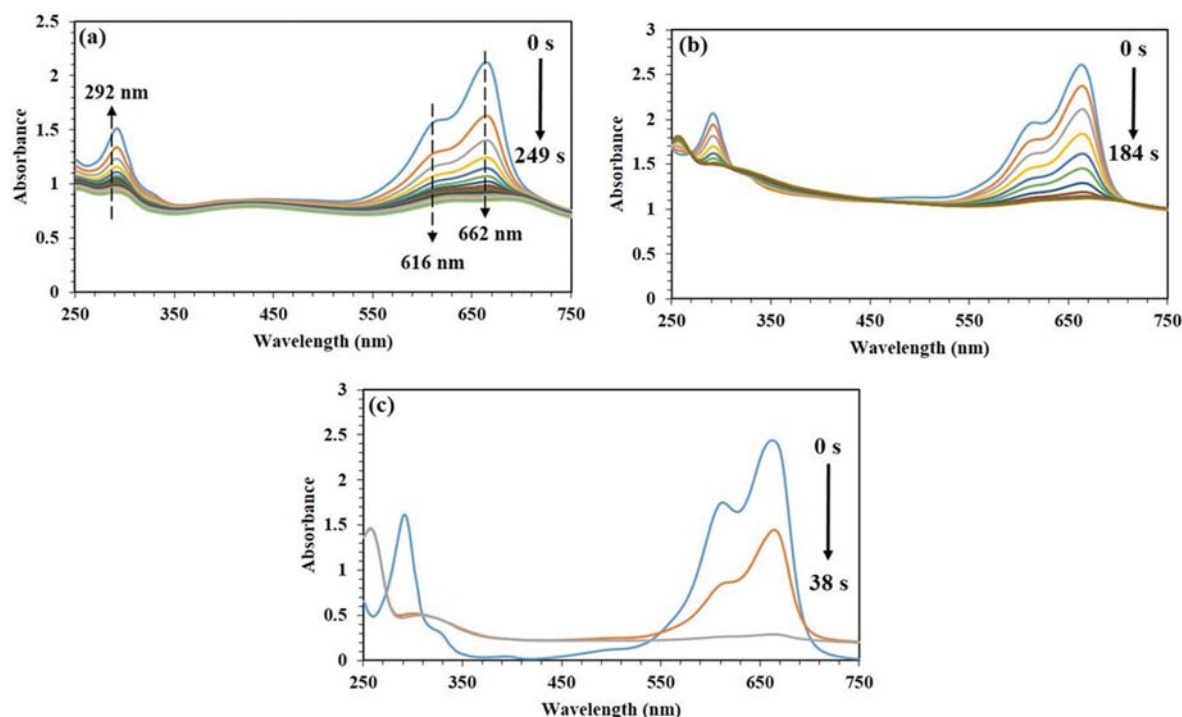 (a)
2.5
2
1.5
1
0.5
0
Absorbance
292 nm
616 nm
662 nm
0 s
249 s
250 350 450 550 650 750
Wavelength (nm)
(b)
3
2.5
2
1.5
1
0.5
0
Absorbance
0 s
184 s
250 350 450 550 650 750
Wavelength (nm)
(c)
3
2.5
2
1.5
1
0.5
0
Absorbance
0 s
38 s
250 350 450 550 650 750
Wavelength (nm)